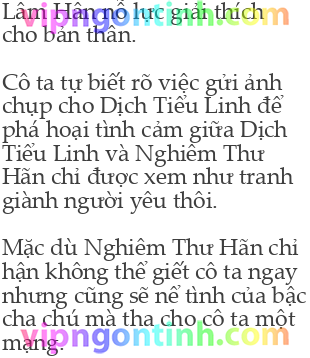 Lâm Hân nỗ lực giải thích
cho bản thân.
Cô ta tự biết rõ việc gửi ảnh
chụp cho Dịch Tiểu Linh để
phá hoại tình cảm giữa Dịch
Tiểu Linh và Nghiêm Thư
Hãn chỉ được xem như tranh
giành người yêu thôi.
Mặc dù Nghiêm Thư Hãn chỉ
hận không thể giết cô ta ngay
nhưng cũng sẽ nể tình của bậc
cha chú mà tha cho cô ta một
mạng.
vipngontinh.com
vipngontinh.com